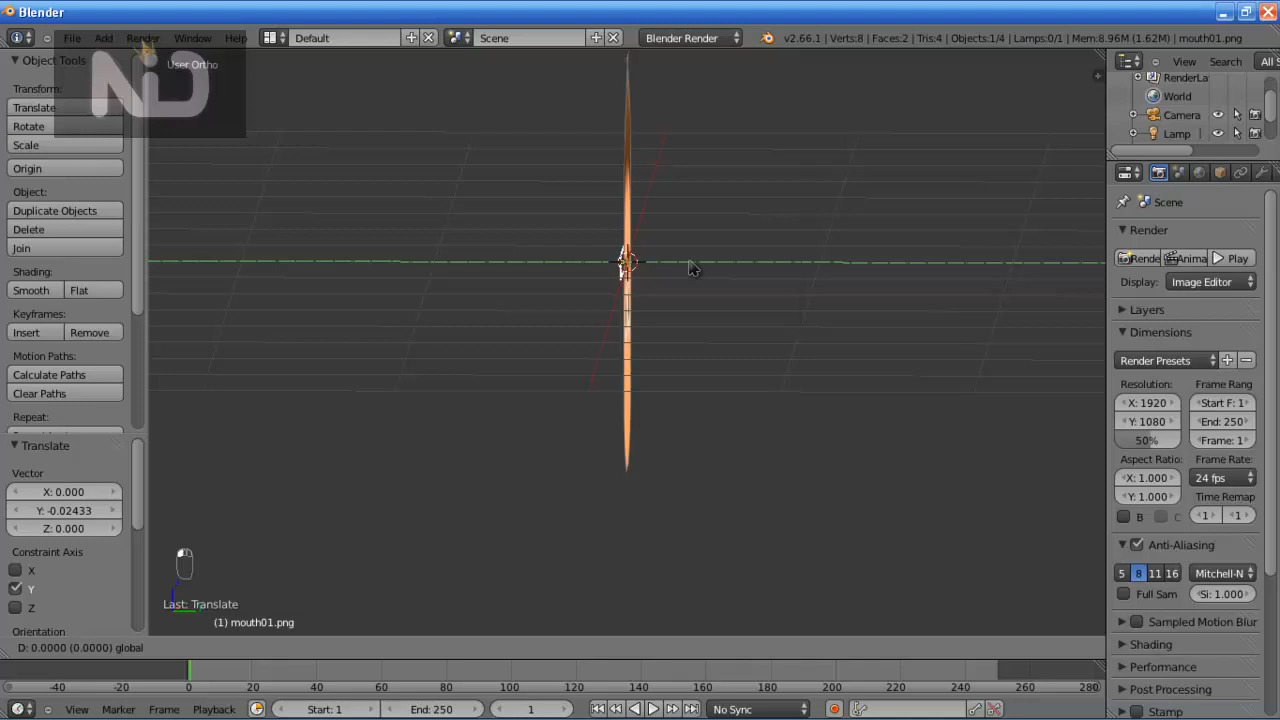 Blender
File Add Render Window Help
Default
Scene
Blender Render
v2.66.1 | Verts:8 | Faces:2 | Tris:4 | Objects:1/4 | Lamps:0/1 | Mem:8.96M (1.62M) | mouth01.png
Object Tools
Transform:
Translate
Rotate
Scale
Origin
Object:
Duplicate Objects
Delete
Join
Shading:
Smooth Flat
Keyframes:
Insert Remove
Motion Paths:
Calculate Paths
Clear Paths
Repeat:
Translate
Vector
X: 0.000
Y: -0.02433
Z: 0.000
Constraint Axis
X
Y
Z
Orientation
ND
User Ortho
Last: Translate
(1) mouth01.png
D: 0.0000 (0.0000) global
View Search All S
RenderLa
World
Camera
Lamp
Scene
Render
Rende Anima Play
Display: Image Editor
Layers
Dimensions
Render Presets
Resolution: Frame Rang
X: 1920 Start F: 1
Y: 1080 End: 250
50% Frame: 1
Aspect Ratio: Frame Rate:
X: 1.000 24 fps
Y: 1.000 Time Remap
B C 1 1
Anti-Aliasing
5 8 11 16 Mitchell-N
Full Sam Si: 1.000
Sampled Motion Blur
Shading
Performance
Post Processing
Stamp
-40 -20 0 20 40 60 80 100 120 140 160 180 200 220 240 260 280
View Marker Frame Playback Start: 1 End: 250 1 No Sync